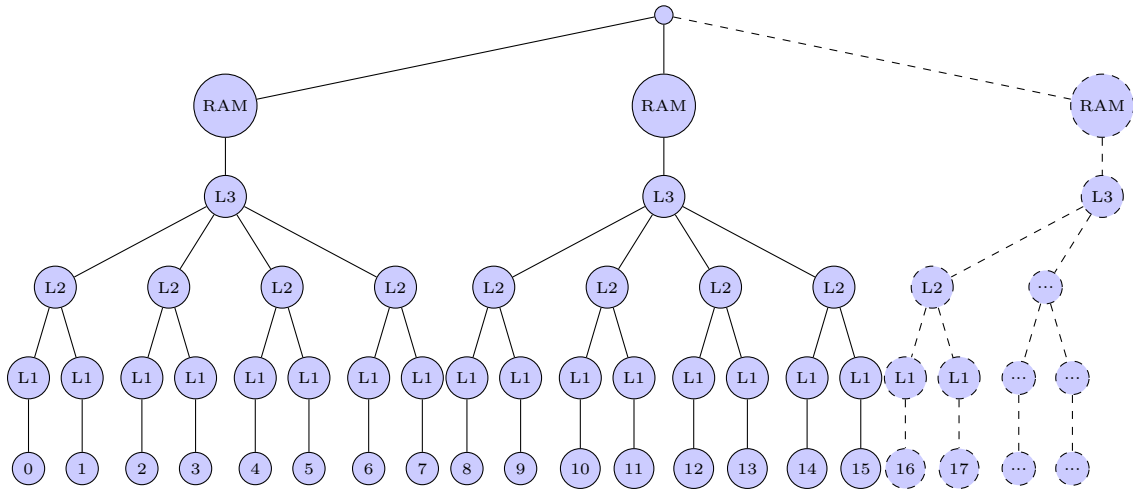 RAM RAM RAM
L3 L3 L3
L2 L2 L2 L2 L2 L2 L2 L2 L2 ...
L1 L1 L1 L1 L1 L1 L1 L1 L1 L1 L1 L1 L1 L1 L1 L1 L1 L1 ... ...
0 1 2 3 4 5 6 7 8 9 10 11 12 13 14 15 16 17 ... ...